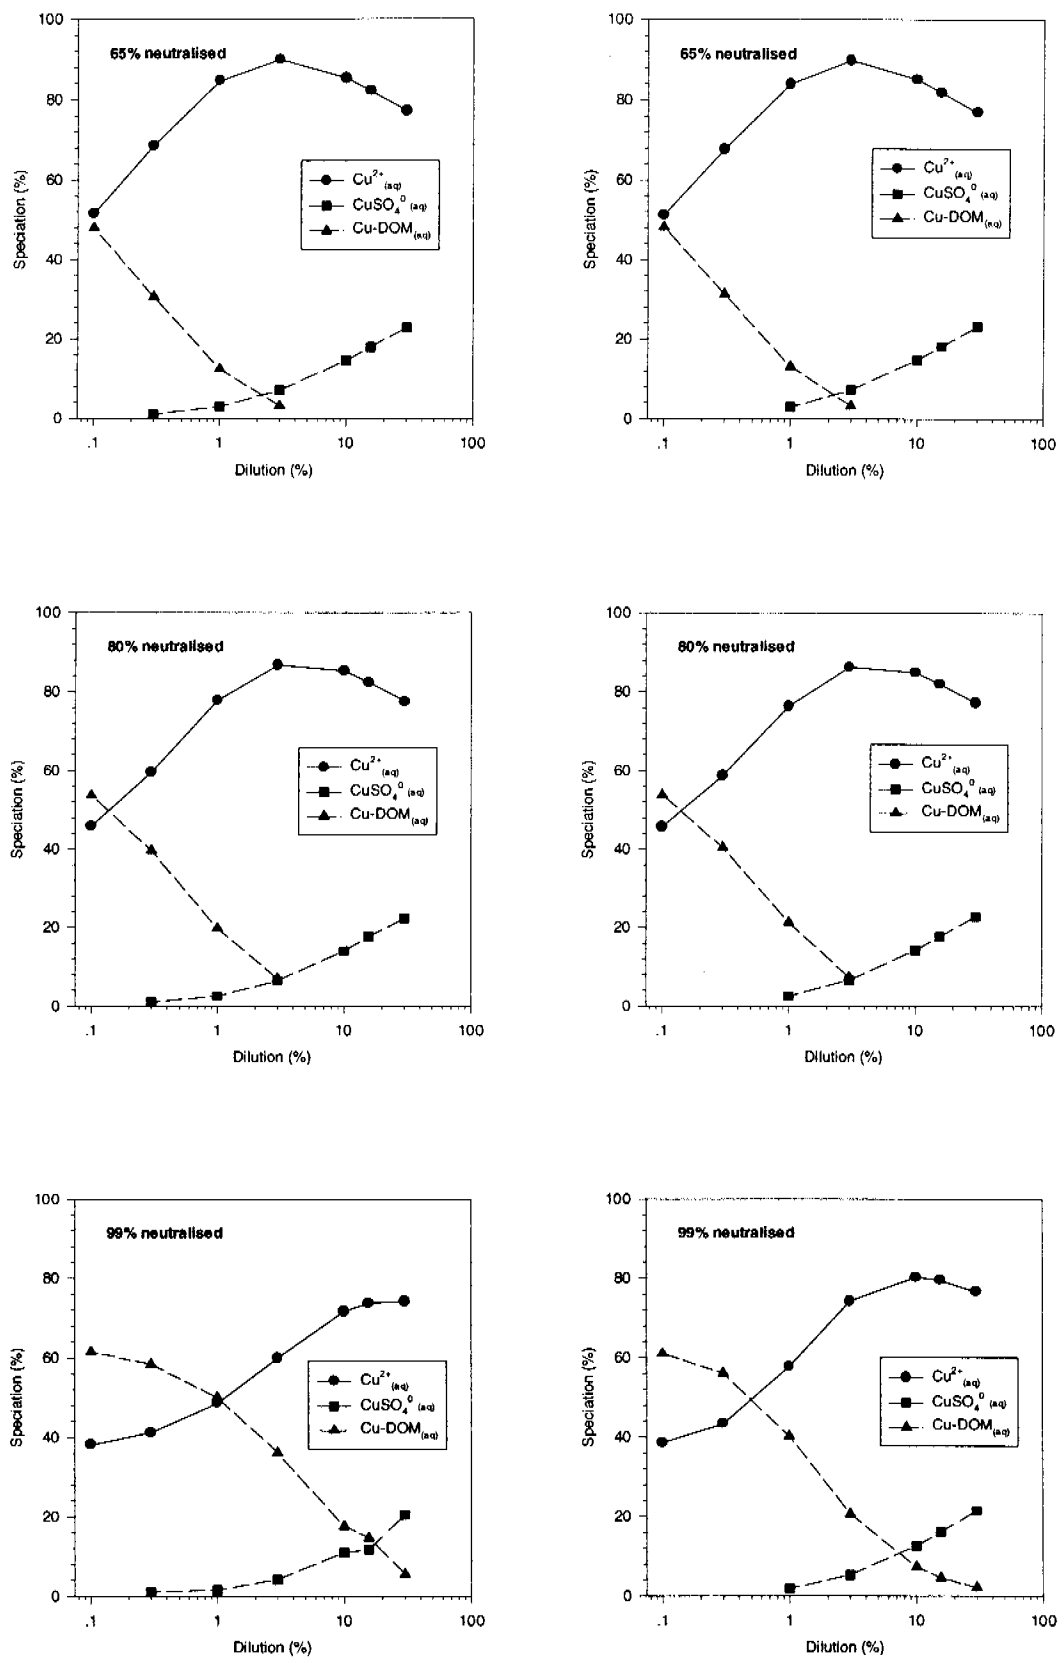 100
65% neutralised
80
60
40
20
0
Speciation (%)
Cu2+(aq)
CuSO40 (aq)
Cu-DOM(aq)
.1 1 10 100
Dilution (%)
100
65% neutralised
80
60
40
20
0
Speciation (%)
Cu2+(aq)
CuSO40 (aq)
Cu-DOM(aq)
.1 1 10 100
Dilution (%)
100
80% neutralised
80
60
40
20
0
Speciation (%)
Cu2+(aq)
CuSO40 (aq)
Cu-DOM(aq)
.1 1 10 100
Dilution (%)
100
80% neutralised
80
60
40
20
0
Speciation (%)
Cu2+(aq)
CuSO40 (aq)
Cu-DOM(aq)
.1 1 10 100
Dilution (%)
100
99% neutralised
80
60
40
20
0
Speciation (%)
Cu2+(aq)
CuSO40 (aq)
Cu-DOM(aq)
.1 1 10 100
Dilution (%)
100
99% neutralised
80
60
40
20
0
Speciation (%)
Cu2+(aq)
CuSO40 (aq)
Cu-DOM(aq)
.1 1 10 100
Dilution (%)